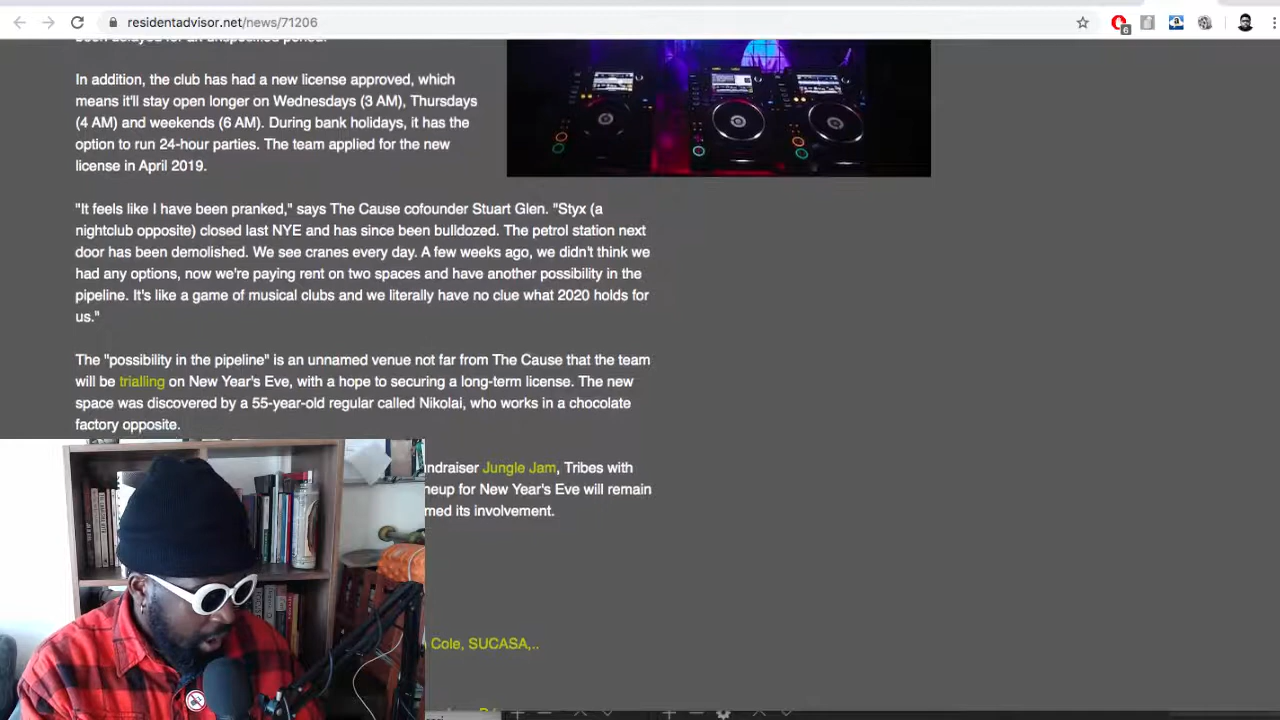 residentadvisor.net/news/71206
6
been delayed for an unspecified period.
In addition, the club has had a new license approved, which
means it'll stay open longer on Wednesdays (3 AM), Thursdays
(4 AM) and weekends (6 AM). During bank holidays, it has the
option to run 24-hour parties. The team applied for the new
license in April 2019.
"It feels like I have been pranked," says The Cause cofounder Stuart Glen. "Styx (a
nightclub opposite) closed last NYE and has since been bulldozed. The petrol station next
door has been demolished. We see cranes every day. A few weeks ago, we didn't think we
had any options, now we're paying rent on two spaces and have another possibility in the
pipeline. It's like a game of musical clubs and we literally have no clue what 2020 holds for
us."
The "possibility in the pipeline" is an unnamed venue not far from The Cause that the team
will be trialling on New Year's Eve, with a hope to securing a long-term license. The new
space was discovered by a 55-year-old regular called Nikolai, who works in a chocolate
factory opposite.
ndraiser Jungle Jam, Tribes with
neup for New Year's Eve will remain
med its involvement.
Cole, SUCASA,..